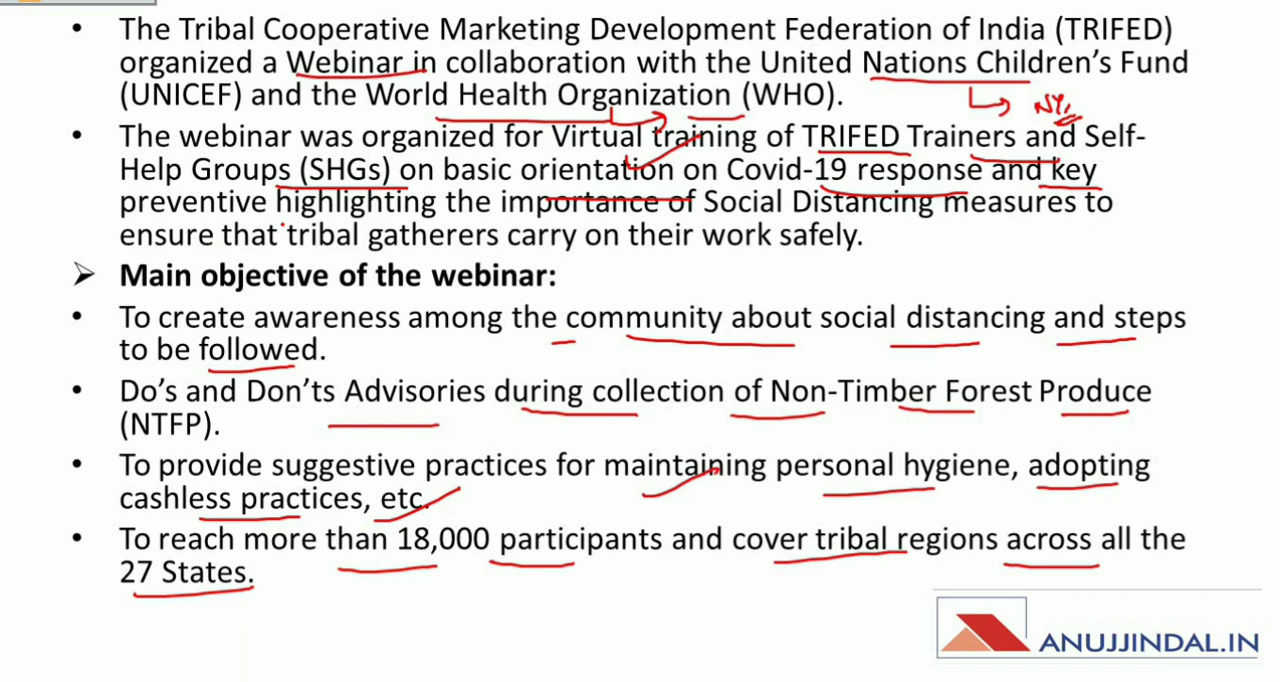 • The Tribal Cooperative Marketing Development Federation of India (TRIFED)
organized a Webinar in collaboration with the United Nations Children's Fund
(UNICEF) and the World Health Organization (WHO).
NY
• The webinar was organized for Virtual training of TRIFED Trainers and Self-
Help Groups (SHGs) on basic orientation on Covid-19 response and key
preventive highlighting the importance of Social Distancing measures to
ensure that tribal gatherers carry on their work safely.
➢ Main objective of the webinar:
• To create awareness among the community about social distancing and steps
to be followed.
• Do's and Don'ts Advisories during collection of Non-Timber Forest Produce
(NTFP).
• To provide suggestive practices for maintaining personal hygiene, adopting
cashless practices, etc.
• To reach more than 18,000 participants and cover tribal regions across all the
27 States.
ANUJJINDAL.IN